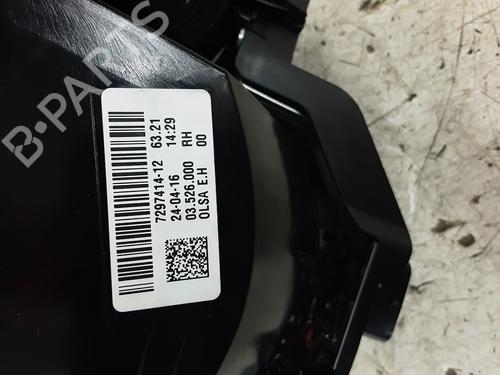 B-PARTS
7297414-12 63.21
24-04-16 14:29
03.526.000 RH
OLSA E.H 00